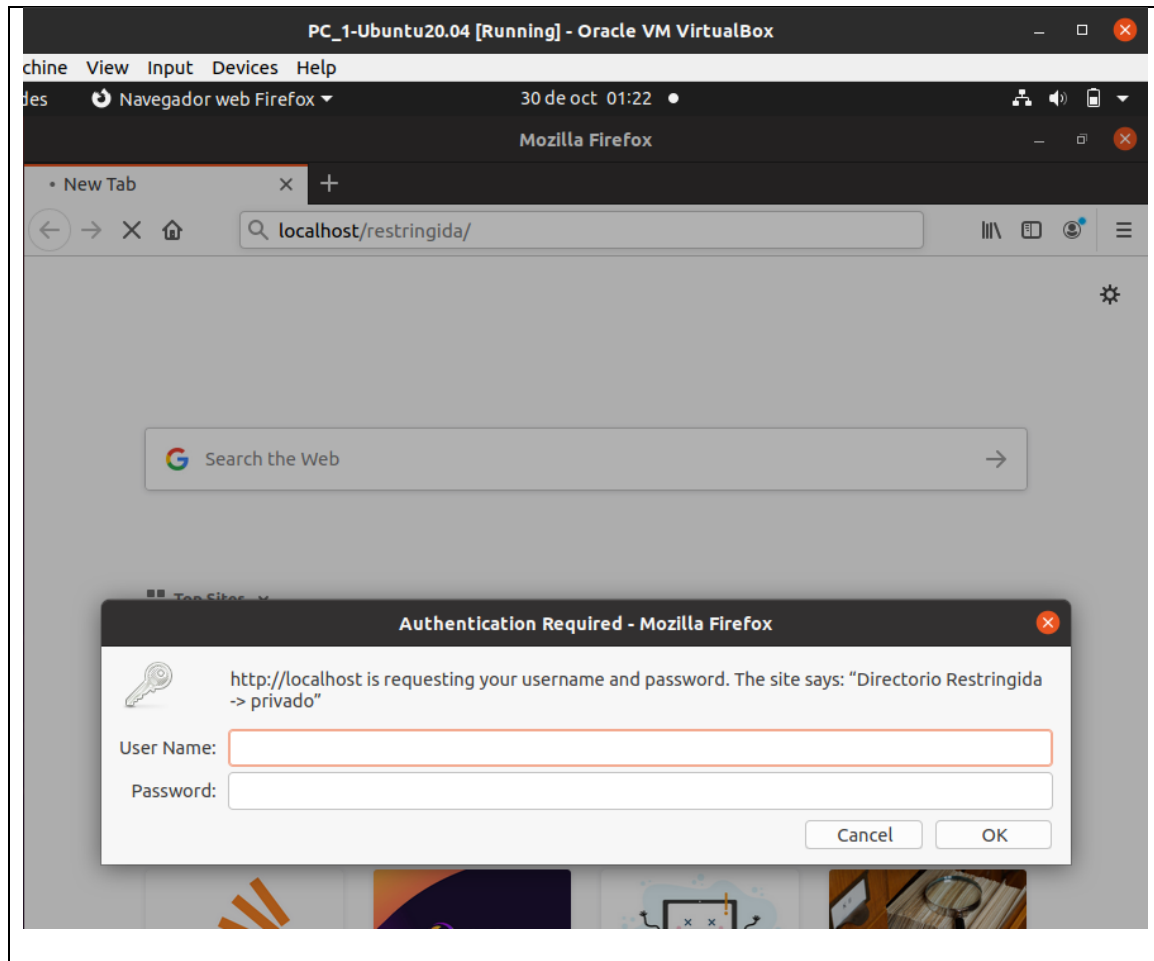 PC_1-Ubuntu20.04 [Running] - Oracle VM VirtualBox
chine View Input Devices Help
des Navegador web Firefox 30 de oct 01:22
Mozilla Firefox
• New Tab
localhost/restringida/
Search the Web
Top Sites
Authentication Required - Mozilla Firefox
http://localhost is requesting your username and password. The site says: “Directorio Restringida
-> privado”
User Name:
Password:
Cancel OK